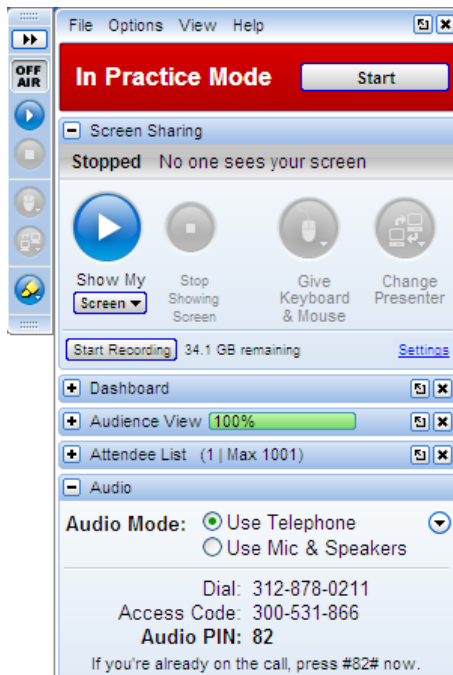 File Options View Help
OFF
AIR
In Practice Mode Start
Screen Sharing
Stopped No one sees your screen
Show My
Screen
Stop
Showing
Screen
Give
Keyboard
& Mouse
Change
Presenter
Start Recording 34.1 GB remaining Settings
Dashboard
Audience View 100%
Attendee List (1 | Max 1001)
Audio
Audio Mode: Use Telephone
Use Mic & Speakers
Dial: 312-878-0211
Access Code: 300-531-866
Audio PIN: 82
If you're already on the call, press #82# now.